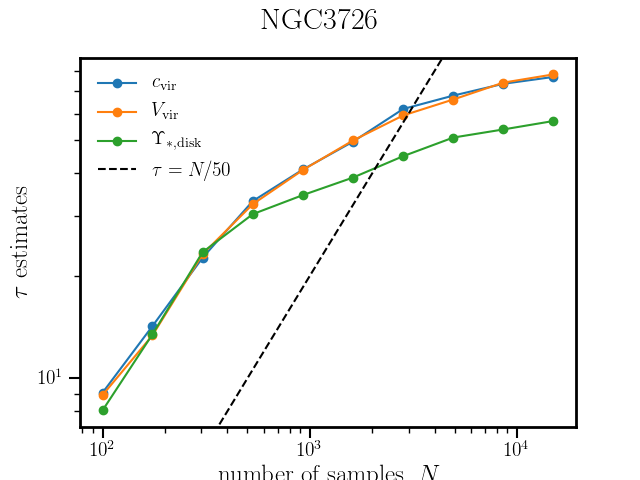 NGC3726
c_vir
V_vir
Υ_*,disk
τ = N/50
τ estimates
10^1
10^2
10^3
10^4
number of samples, N